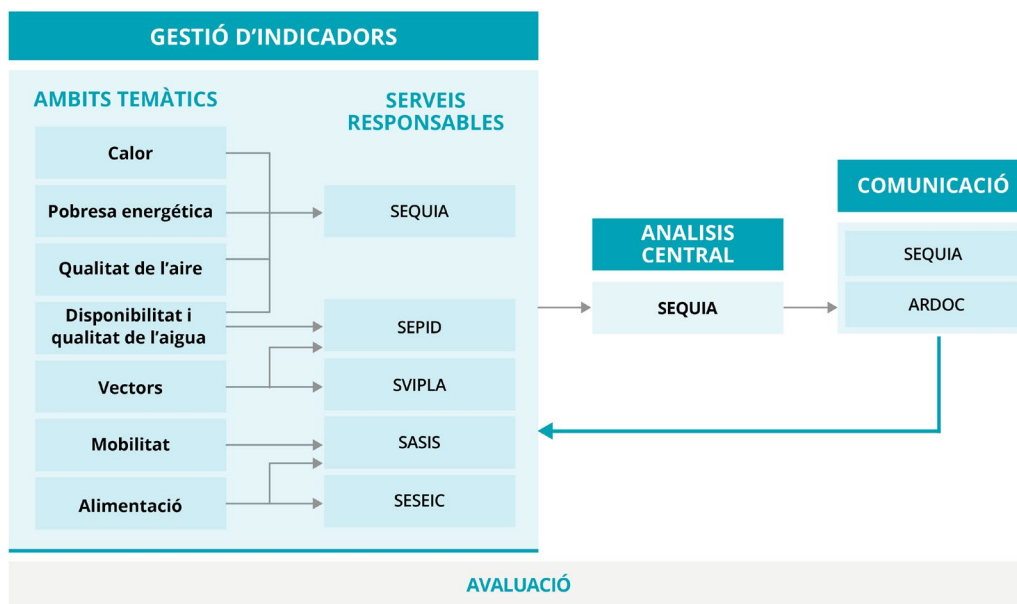 GESTIÓ D’INDICADORS
AMBITS TEMÀTICS
SERVEIS
RESPONSABLES
Calor
Pobresa energética
SEQUIA
Qualitat de l’aire
Disponibilitat i
qualitat de l’aigua
SEPID
Vectors
SVIPLA
Mobilitat
SASIS
Alimentació
SESEIC
ANALISIS
CENTRAL
SEQUIA
COMUNICACIÓ
SEQUIA
ARDOC
AVALUACIÓ